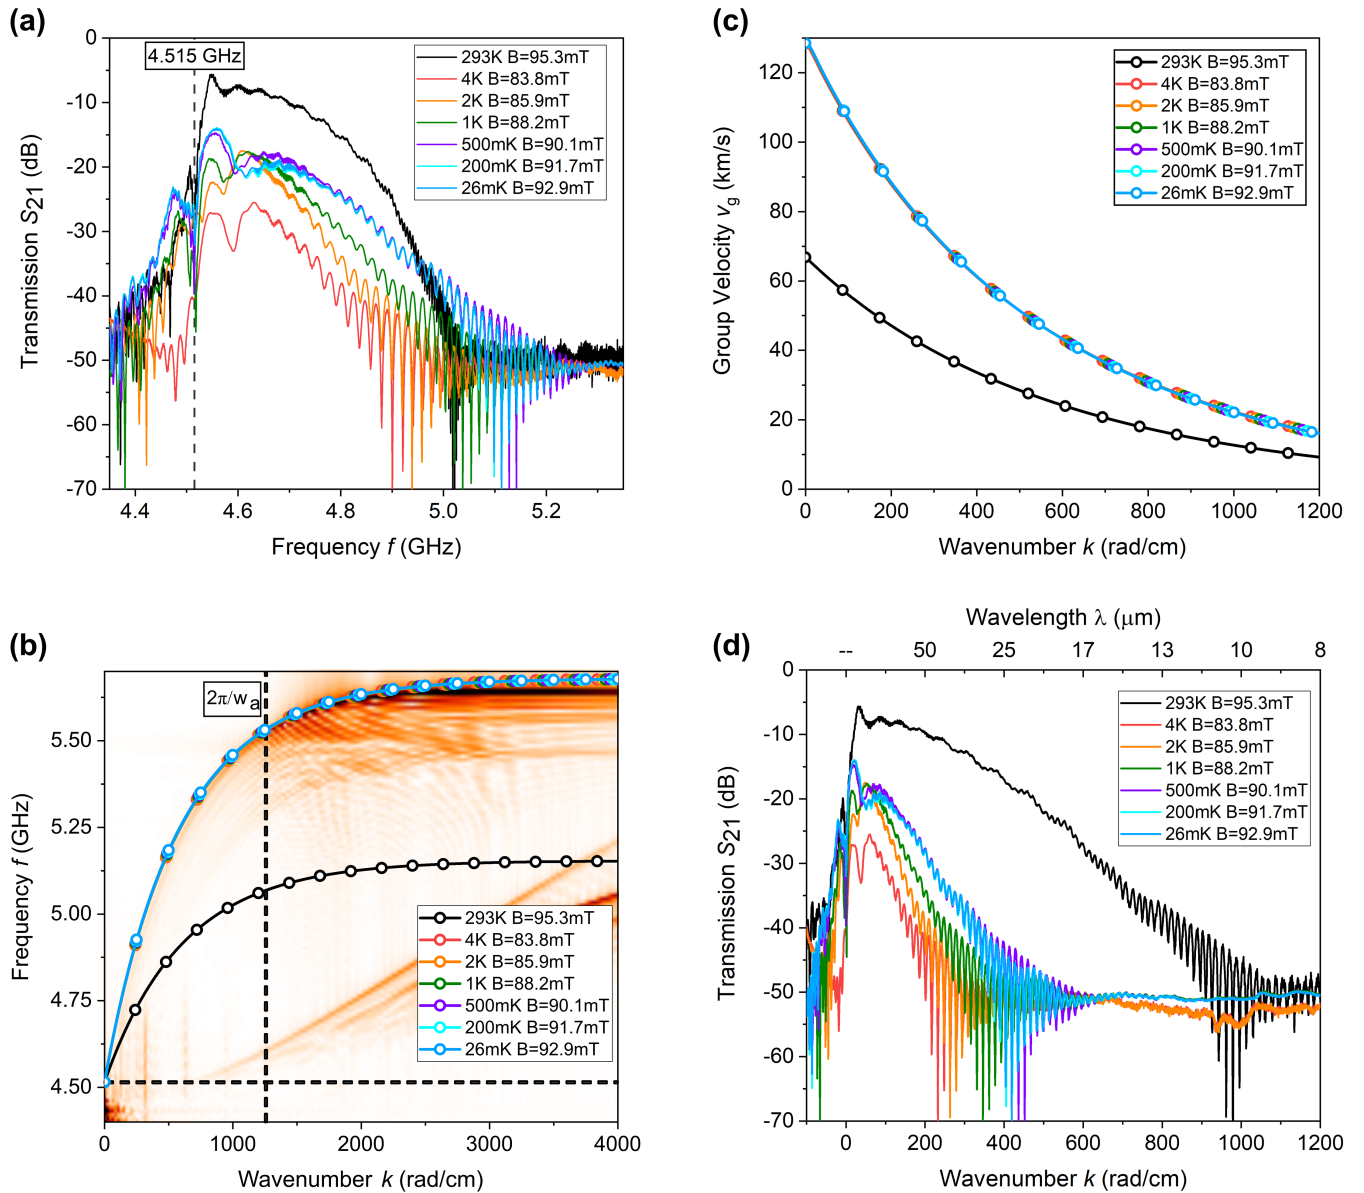 (a)
4.515 GHz
293K B=95.3mT
4K B=83.8mT
2K B=85.9mT
1K B=88.2mT
500mK B=90.1mT
200mK B=91.7mT
26mK B=92.9mT
Transmission S21 (dB)
0
-10
-20
-30
-40
-50
-60
-70
4.4
4.6
4.8
5.0
5.2
Frequency f (GHz)
(c)
293K B=95.3mT
4K B=83.8mT
2K B=85.9mT
1K B=88.2mT
500mK B=90.1mT
200mK B=91.7mT
26mK B=92.9mT
Group Velocity vg (km/s)
120
100
80
60
40
20
0
0
200
400
600
800
1000
1200
Wavenumber k (rad/cm)
(b)
2π/wa
293K B=95.3mT
4K B=83.8mT
2K B=85.9mT
1K B=88.2mT
500mK B=90.1mT
200mK B=91.7mT
26mK B=92.9mT
Frequency f (GHz)
5.50
5.25
5.00
4.75
4.50
0
1000
2000
3000
4000
Wavenumber k (rad/cm)
(d)
Wavelength λ (μm)
--
50
25
17
13
10
8
293K B=95.3mT
4K B=83.8mT
2K B=85.9mT
1K B=88.2mT
500mK B=90.1mT
200mK B=91.7mT
26mK B=92.9mT
Transmission S21 (dB)
0
-10
-20
-30
-40
-50
-60
-70
0
200
400
600
800
1000
1200
Wavenumber k (rad/cm)